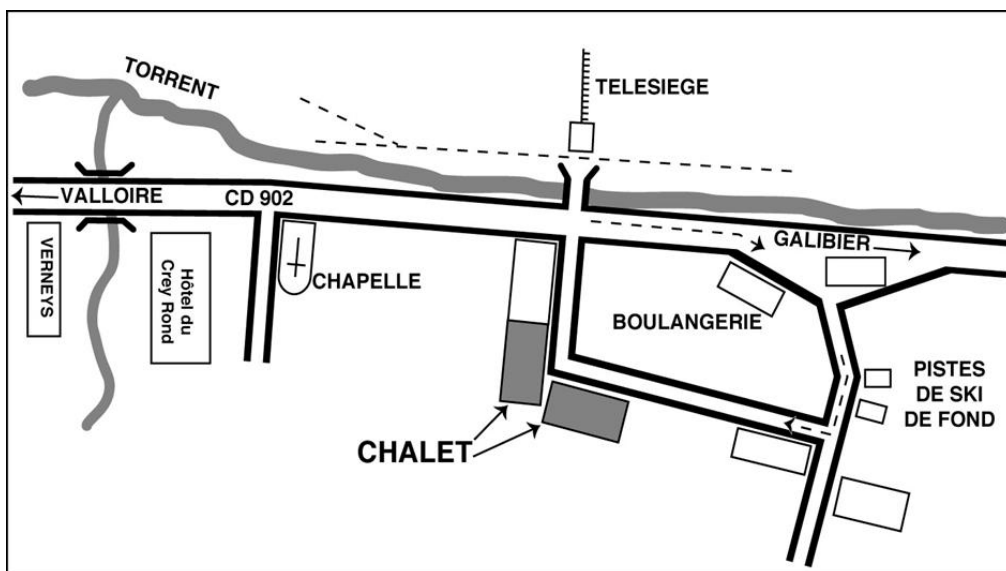 TORRENT
TELESIEGE
VALLOIRE
CD 902
GALIBIER
VERNEYS
Hôtel du
Crey Rond
CHAPELLE
BOULANGERIE
PISTES
DE SKI
DE FOND
CHALET